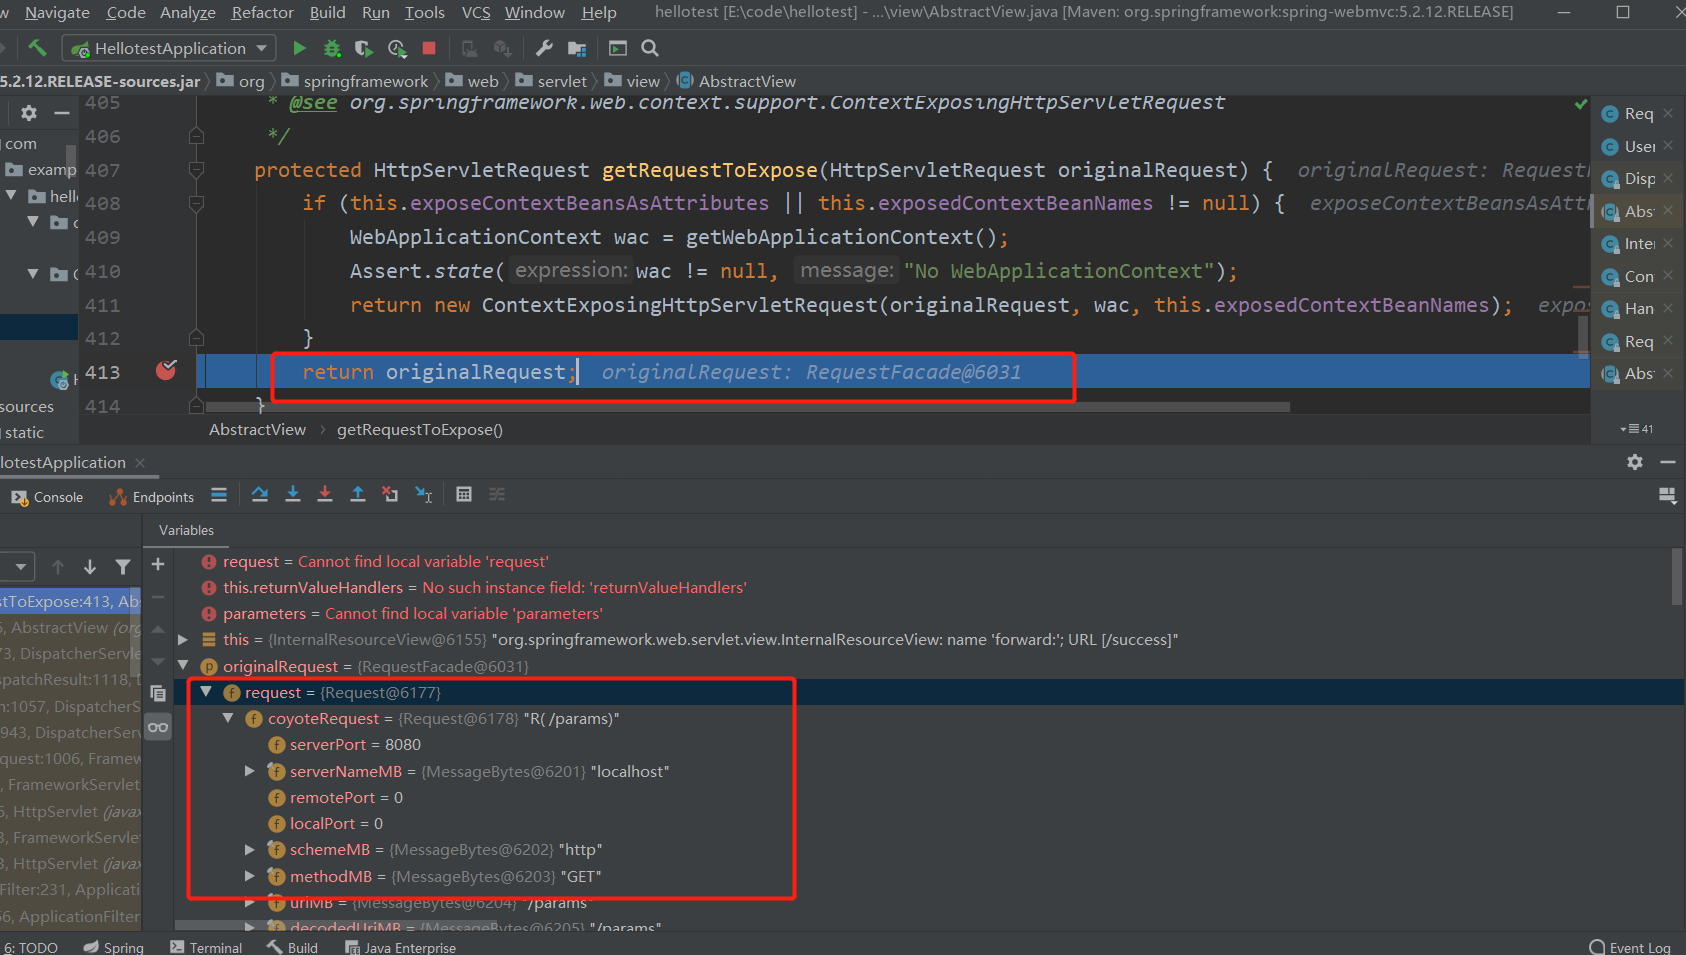 w Navigate Code Analyze Refactor Build Run Tools VCS Window Help hellotest [E:\code\hellotest] - ...\view\AbstractView.java [Maven: org.springframework:spring-webmvc:5.2.12.RELEASE]
HellotestApplication
5.2.12.RELEASE-sources.jar org springframework web servlet view AbstractView
405 * @see org.springframework.web.context.support.ContextExposingHttpServletRequest
406 */
407 protected HttpServletRequest getRequestToExpose(HttpServletRequest originalRequest) { originalRequest: Request
408 if (this.exposeContextBeansAsAttributes || this.exposedContextBeanNames != null) { exposeContextBeansAsAtt
409 WebApplicationContext wac = getWebApplicationContext();
410 Assert.state( expression: wac != null, message: "No WebApplicationContext");
411 return new ContextExposingHttpServletRequest(originalRequest, wac, this.exposedContextBeanNames); expos
412 }
413 return originalRequest; originalRequest: RequestFacade@6031
414 }
com
examp
hell
c
C
H
sources
static
Req
User
Disp
Abs
Inte
Con
Han
Req
Abs
41
AbstractView getRequestToExpose()
lotestApplication
Console Endpoints
Variables
tToExpose:413, Abs
5, AbstractView (org
73, DispatcherServle
spatchResult:1118, D
n:1057, DispatcherS
943, DispatcherServ
quest:1006, Framew
, FrameworkServlet
5, HttpServlet (javax
3, FrameworkServlet
3, HttpServlet (javax
Filter:231, Applicati
66, ApplicationFilter
request = Cannot find local variable 'request'
this.returnValueHandlers = No such instance field: 'returnValueHandlers'
parameters = Cannot find local variable 'parameters'
this = {InternalResourceView@6155} "org.springframework.web.servlet.view.InternalResourceView: name 'forward:'; URL [/success]"
originalRequest = {RequestFacade@6031}
request = {Request@6177}
coyoteRequest = {Request@6178} "R( /params)"
serverPort = 8080
serverNameMB = {MessageBytes@6201} "localhost"
remotePort = 0
localPort = 0
schemeMB = {MessageBytes@6202} "http"
methodMB = {MessageBytes@6203} "GET"
uriMB = {MessageBytes@6204} "/params"
decodedUriMB = {MessageBytes@6205} "/params"
6: TODO Spring Terminal Build Java Enterprise Event Log